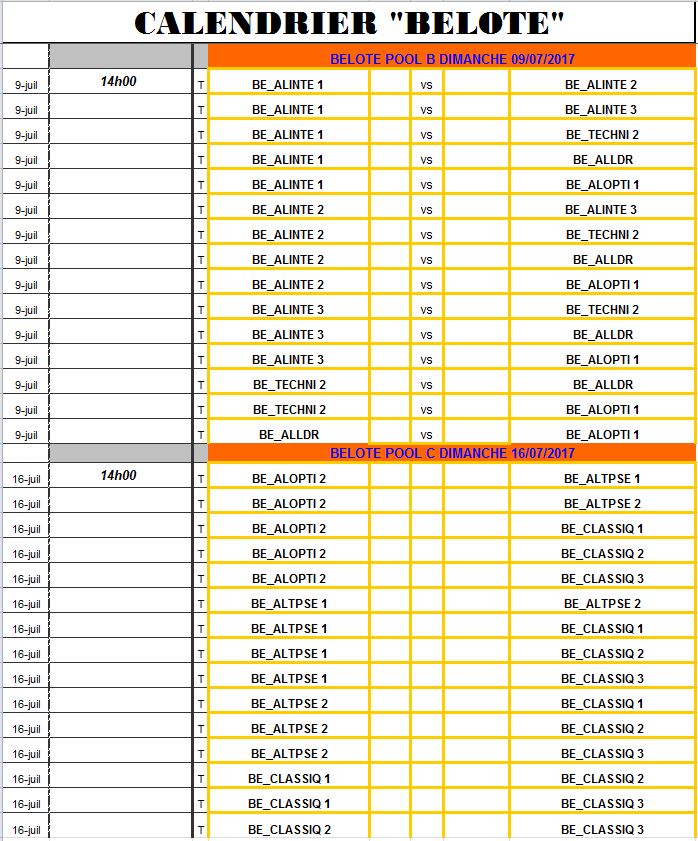 CALENDRIER "BELOTE"
BELOTE POOL B DIMANCHE 09/07/2017
9-juil 14h00 T BE_ALINTE 1 vs BE_ALINTE 2
9-juil T BE_ALINTE 1 vs BE_ALINTE 3
9-juil T BE_ALINTE 1 vs BE_TECHNI 2
9-juil T BE_ALINTE 1 vs BE_ALLDR
9-juil T BE_ALINTE 1 vs BE_ALOPTI 1
9-juil T BE_ALINTE 2 vs BE_ALINTE 3
9-juil T BE_ALINTE 2 vs BE_TECHNI 2
9-juil T BE_ALINTE 2 vs BE_ALLDR
9-juil T BE_ALINTE 2 vs BE_ALOPTI 1
9-juil T BE_ALINTE 3 vs BE_TECHNI 2
9-juil T BE_ALINTE 3 vs BE_ALLDR
9-juil T BE_ALINTE 3 vs BE_ALOPTI 1
9-juil T BE_TECHNI 2 vs BE_ALLDR
9-juil T BE_TECHNI 2 vs BE_ALOPTI 1
9-juil T BE_ALLDR vs BE_ALOPTI 1
BELOTE POOL C DIMANCHE 16/07/2017
16-juil 14h00 T BE_ALOPTI 2 BE_ALTPSE 1
16-juil T BE_ALOPTI 2 BE_ALTPSE 2
16-juil T BE_ALOPTI 2 BE_CLASSIQ 1
16-juil T BE_ALOPTI 2 BE_CLASSIQ 2
16-juil T BE_ALOPTI 2 BE_CLASSIQ 3
16-juil T BE_ALTPSE 1 BE_ALTPSE 2
16-juil T BE_ALTPSE 1 BE_CLASSIQ 1
16-juil T BE_ALTPSE 1 BE_CLASSIQ 2
16-juil T BE_ALTPSE 1 BE_CLASSIQ 3
16-juil T BE_ALTPSE 2 BE_CLASSIQ 1
16-juil T BE_ALTPSE 2 BE_CLASSIQ 2
16-juil T BE_ALTPSE 2 BE_CLASSIQ 3
16-juil T BE_CLASSIQ 1 BE_CLASSIQ 2
16-juil T BE_CLASSIQ 1 BE_CLASSIQ 3
16-juil T BE_CLASSIQ 2 BE_CLASSIQ 3